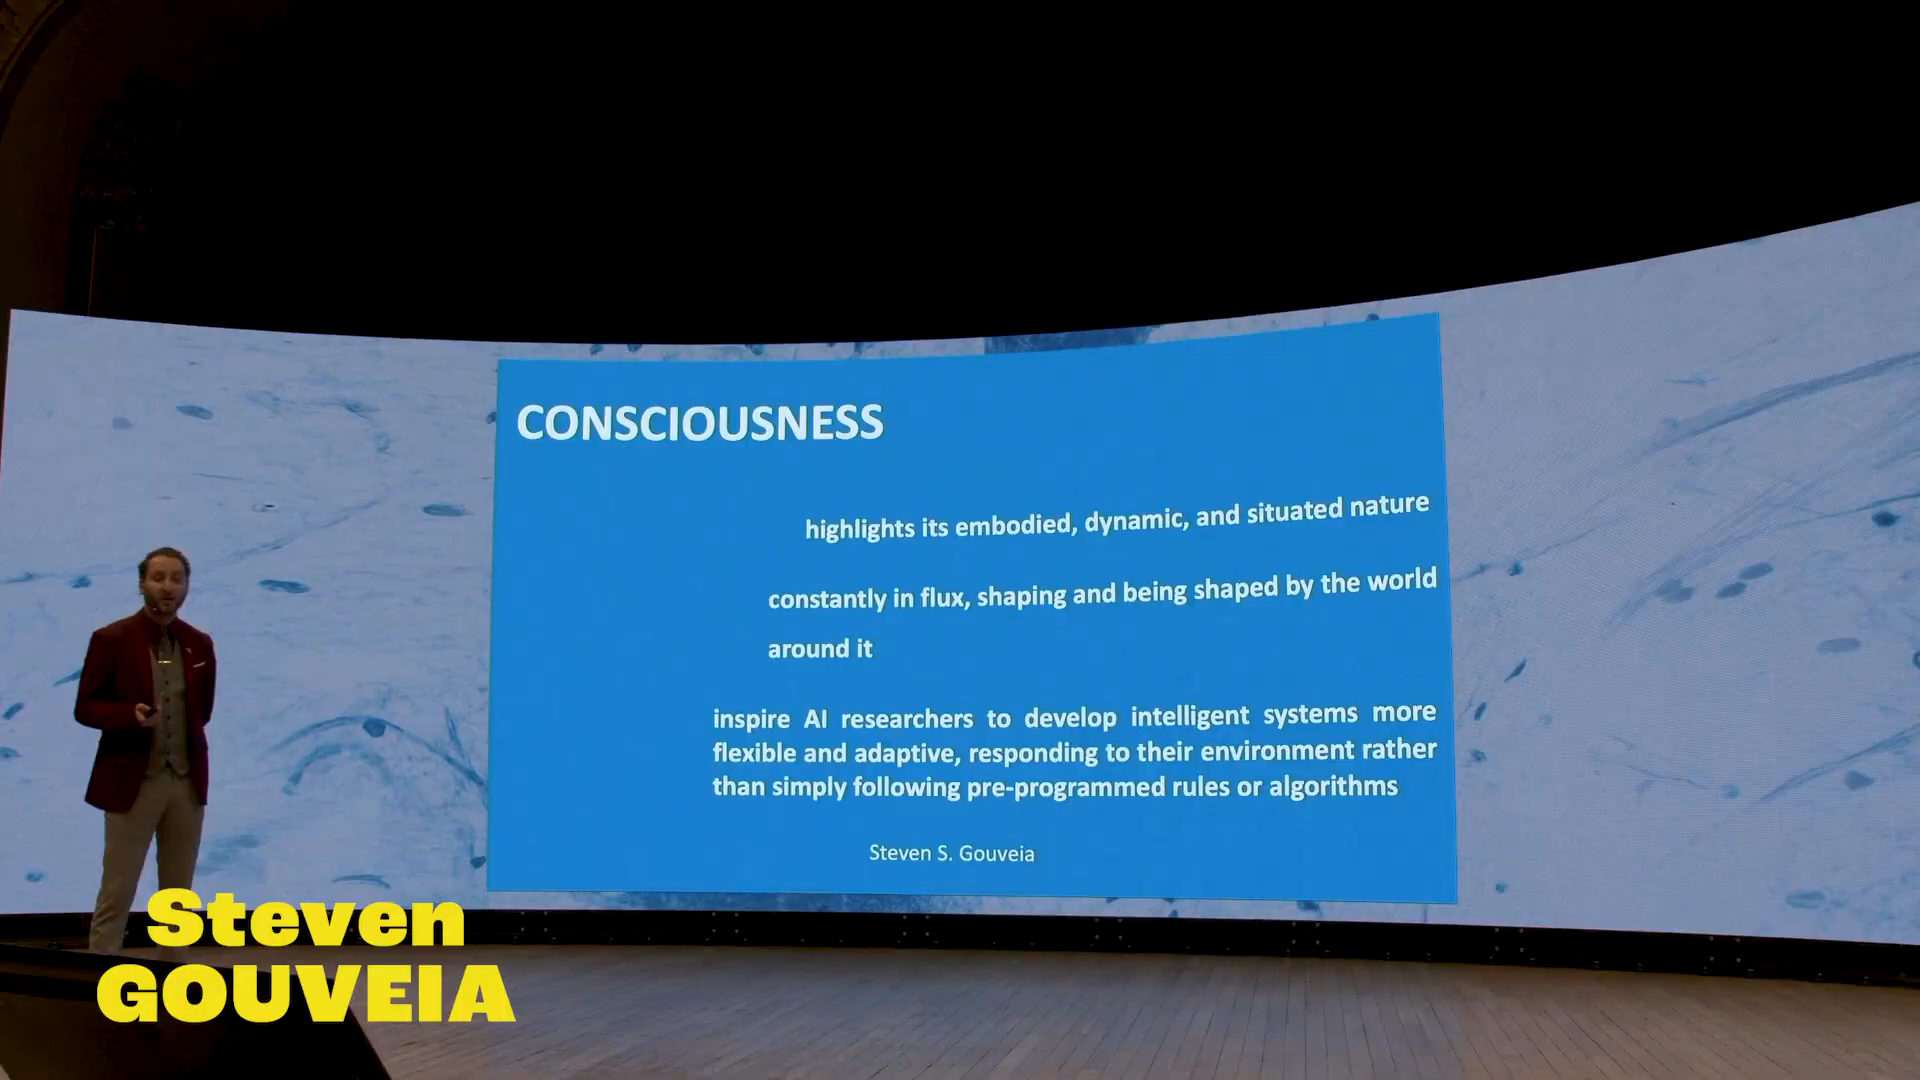 CONSCIOUSNESS
highlights its embodied, dynamic, and situated nature
constantly in flux, shaping and being shaped by the world
around it
inspire AI researchers to develop intelligent systems more
flexible and adaptive, responding to their environment rather
than simply following pre-programmed rules or algorithms
Steven S. Gouveia
Steven
GOUVEIA